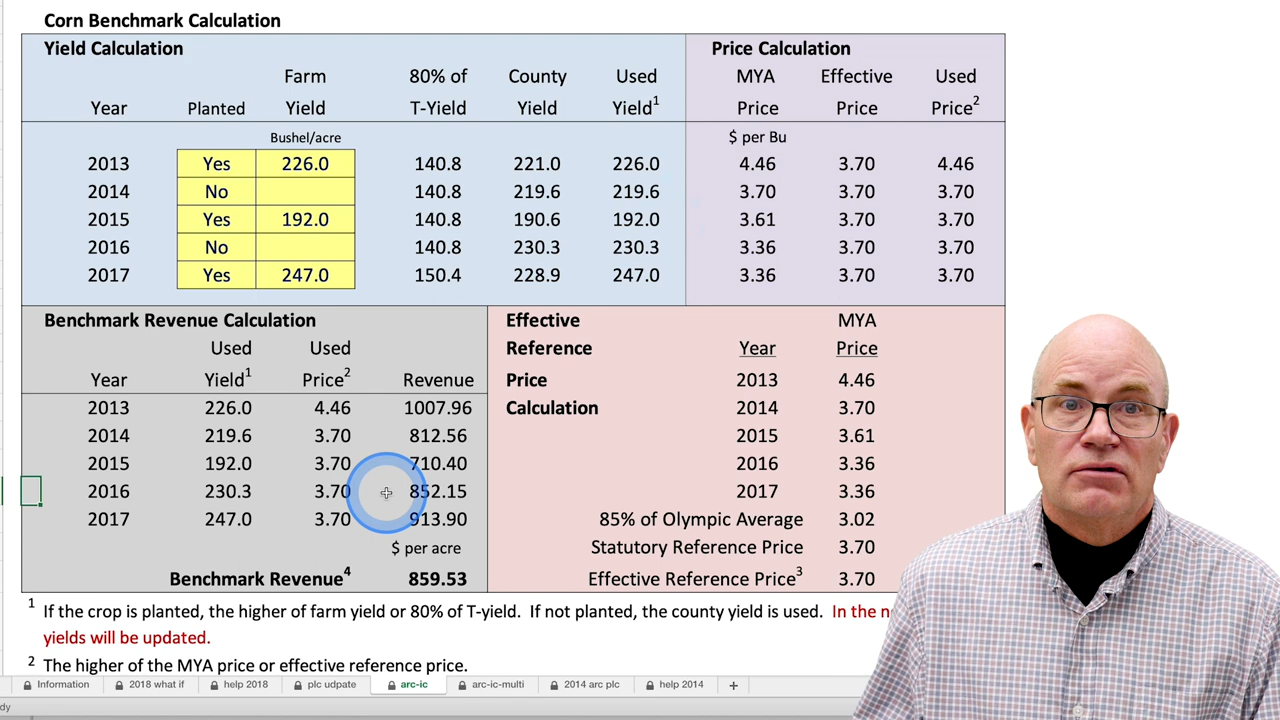 Corn Benchmark Calculation
Yield Calculation Price Calculation
Farm 80% of County Used MYA Effective Used
Year Planted Yield T-Yield Yield Yield1 Price Price Price2
Bushel/acre $ per Bu
2013 Yes 226.0 140.8 221.0 226.0 4.46 3.70 4.46
2014 No 140.8 219.6 219.6 3.70 3.70 3.70
2015 Yes 192.0 140.8 190.6 192.0 3.61 3.70 3.70
2016 No 140.8 230.3 230.3 3.36 3.70 3.70
2017 Yes 247.0 150.4 228.9 247.0 3.36 3.70 3.70
Benchmark Revenue Calculation Effective MYA
Used Used Reference Year Price
Year Yield1 Price2 Revenue Price 2013 4.46
2013 226.0 4.46 1007.96 Calculation 2014 3.70
2014 219.6 3.70 812.56 2015 3.61
2015 192.0 3.70 710.40 2016 3.36
2016 230.3 3.70 852.15 2017 3.36
2017 247.0 3.70 913.90 85% of Olympic Average 3.02
$ per acre Statutory Reference Price 3.70
Benchmark Revenue4 859.53 Effective Reference Price3 3.70
1 If the crop is planted, the higher of farm yield or 80% of T-yield. If not planted, the county yield is used. In the
yields will be updated.
2 The higher of the MYA price or effective reference price.
Information 2018 what if help 2018 plc udpate arc-ic arc-ic-multi 2014 arc plc help 2014